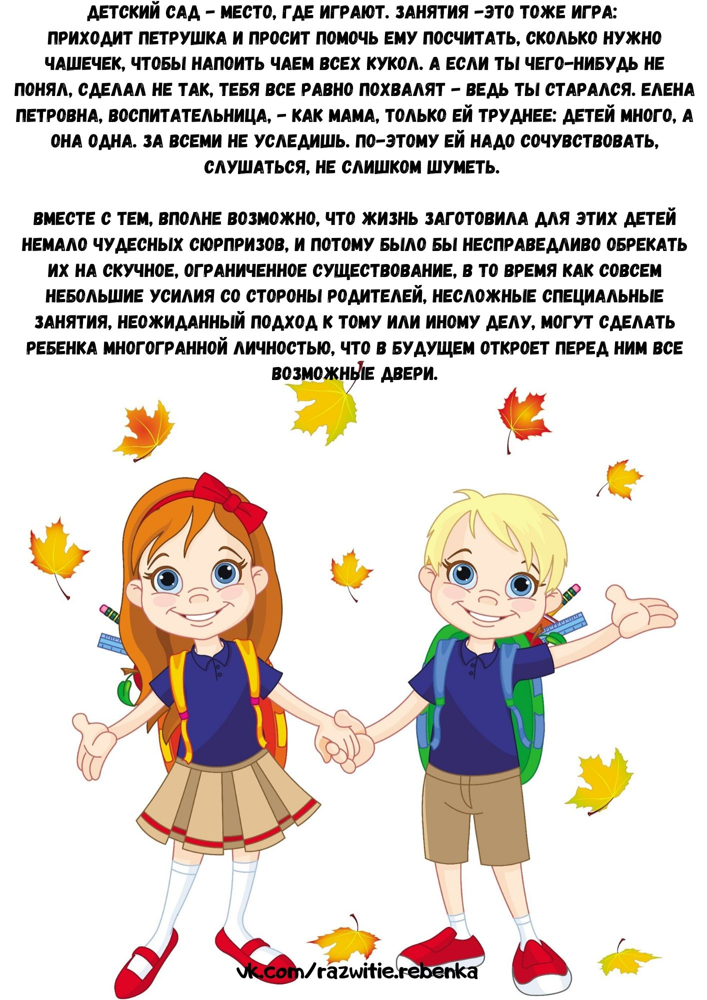 ДЕТСКИЙ САД – МЕСТО, ГДЕ ИГРАЮТ. ЗАНЯТИЯ –ЭТО ТОЖЕ ИГРА:
ПРИХОДИТ ПЕТРУШКА И ПРОСИТ ПОМОЧЬ ЕМУ ПОСЧИТАТЬ, СКОЛЬКО НУЖНО
ЧАШЕЧЕК, ЧТОБЫ НАПОИТЬ ЧАЕМ ВСЕХ КУКОЛ. А ЕСЛИ ТЫ ЧЕГО-НИБУДЬ НЕ
ПОНЯЛ, СДЕЛАЛ НЕ ТАК, ТЕБЯ ВСЕ РАВНО ПОХВАЛЯТ – ВЕДЬ ТЫ СТАРАЛСЯ. ЕЛЕНА
ПЕТРОВНА, ВОСПИТАТЕЛЬНИЦА, – КАК МАМА, ТОЛЬКО ЕЙ ТРУДНЕЕ: ДЕТЕЙ МНОГО, А
ОНА ОДНА. ЗА ВСЕМИ НЕ УСЛЕДИШЬ. ПО-ЭТОМУ ЕЙ НАДО СОЧУВСТВОВАТЬ,
СЛУШАТЬСЯ, НЕ СЛИШКОМ ШУМЕТЬ.
ВМЕСТЕ С ТЕМ, ВПОЛНЕ ВОЗМОЖНО, ЧТО ЖИЗНЬ ЗАГОТОВИЛА ДЛЯ ЭТИХ ДЕТЕЙ
НЕМАЛО ЧУДЕСНЫХ СЮРПРИЗОВ, И ПОТОМУ БЫЛО БЫ НЕСПРАВЕДЛИВО ОБРЕКАТЬ
ИХ НА СКУЧНОЕ, ОГРАНИЧЕННОЕ СУЩЕСТВОВАНИЕ, В ТО ВРЕМЯ КАК СОВСЕМ
НЕБОЛЬШИЕ УСИЛИЯ СО СТОРОНЫ РОДИТЕЛЕЙ, НЕСЛОЖНЫЕ СПЕЦИАЛЬНЫЕ
ЗАНЯТИЯ, НЕОЖИДАННЫЙ ПОДХОД К ТОМУ ИЛИ ИНОМУ ДЕЛУ, МОГУТ СДЕЛАТЬ
РЕБЕНКА МНОГОГРАННОЙ ЛИЧНОСТЬЮ, ЧТО В БУДУЩЕМ ОТКРОЕТ ПЕРЕД НИМ ВСЕ
ВОЗМОЖНЫЕ ДВЕРИ.
vk.com/razwitie.rebenka